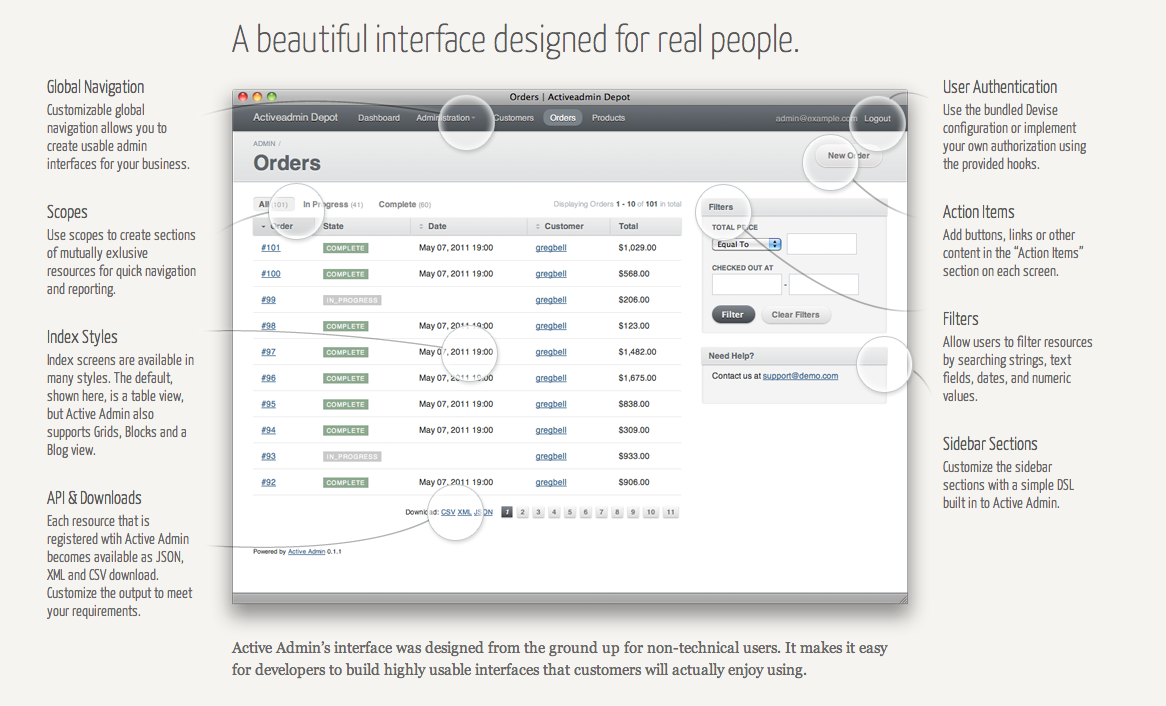 A beautiful interface designed for real people.
Global Navigation
Customizable global
navigation allows you to
create usable admin
interfaces for your business.
Scopes
Use scopes to create sections
of mutually exlusive
resources for quick navigation
and reporting.
Index Styles
Index screens are available in
many styles. The default,
shown here, is a table view,
but Active Admin also
supports Grids, Blocks and a
Blog view.
API & Downloads
Each resource that is
registered wtih Active Admin
becomes available as JSON,
XML and CSV download.
Customize the output to meet
your requirements.
Orders | Activeadmin Depot
Activeadmin Depot Dashboard Administration Customers Orders Products admin@example.com Logout
ADMIN /
Orders
New Order
All (101) In Progress (41) Complete (60) Displaying Orders 1 - 10 of 101 in total
Order State Date Customer Total
#101 COMPLETE May 07, 2011 19:00 gregbell $1,029.00
#100 COMPLETE May 07, 2011 19:00 gregbell $568.00
#99 IN_PROGRESS gregbell $206.00
#98 COMPLETE May 07, 2011 19:00 gregbell $123.00
#97 COMPLETE May 07, 2011 19:00 gregbell $1,482.00
#96 COMPLETE May 07, 2011 19:00 gregbell $1,675.00
#95 COMPLETE May 07, 2011 19:00 gregbell $838.00
#94 COMPLETE May 07, 2011 19:00 gregbell $309.00
#93 IN_PROGRESS gregbell $933.00
#92 COMPLETE May 07, 2011 19:00 gregbell $906.00
Download: CSV XML JSON 1 2 3 4 5 6 7 8 9 10 11
Powered by Active Admin 0.1.1
Filters
TOTAL PRICE
Equal To
CHECKED OUT AT
-
Filter Clear Filters
Need Help?
Contact us at support@demo.com
User Authentication
Use the bundled Devise
configuration or implement
your own authorization using
the provided hooks.
Action Items
Add buttons, links or other
content in the “Action Items”
section on each screen.
Filters
Allow users to filter resources
by searching strings, text
fields, dates, and numeric
values.
Sidebar Sections
Customize the sidebar
sections with a simple DSL
built in to Active Admin.
Active Admin’s interface was designed from the ground up for non-technical users. It makes it easy
for developers to build highly usable interfaces that customers will actually enjoy using.